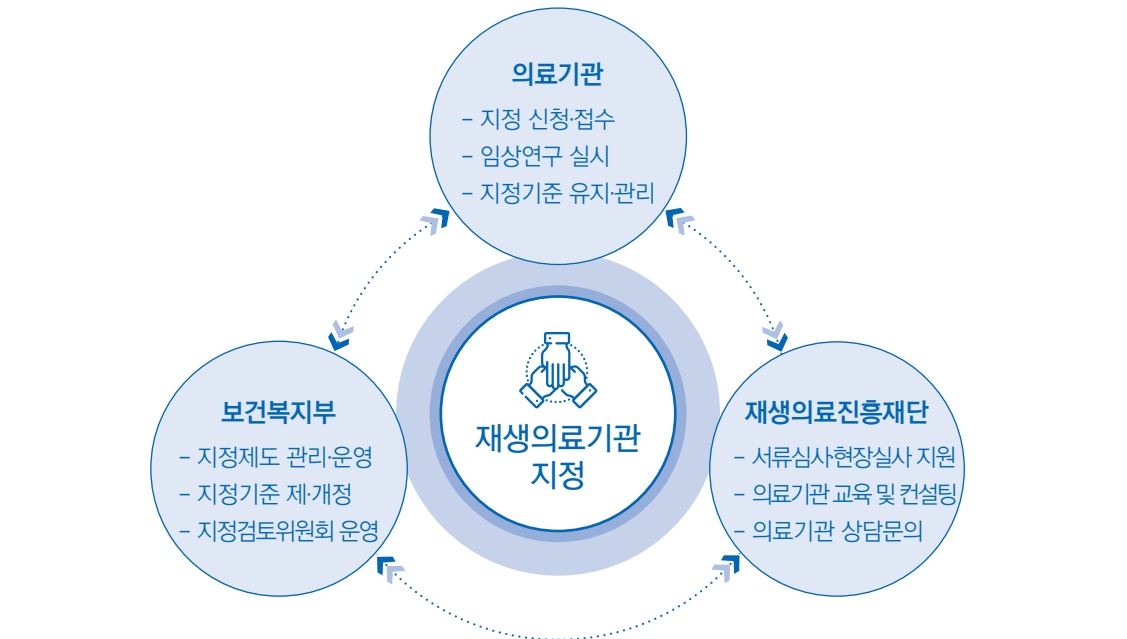 의료기관
– 지정 신청·접수
– 임상연구 실시
– 지정기준 유지·관리
재생의료기관
지정
보건복지부
– 지정제도 관리·운영
– 지정기준 제·개정
– 지정검토위원회 운영
재생의료진흥재단
– 서류심사·현장실사 지원
– 의료기관 교육 및 컨설팅
– 의료기관 상담문의